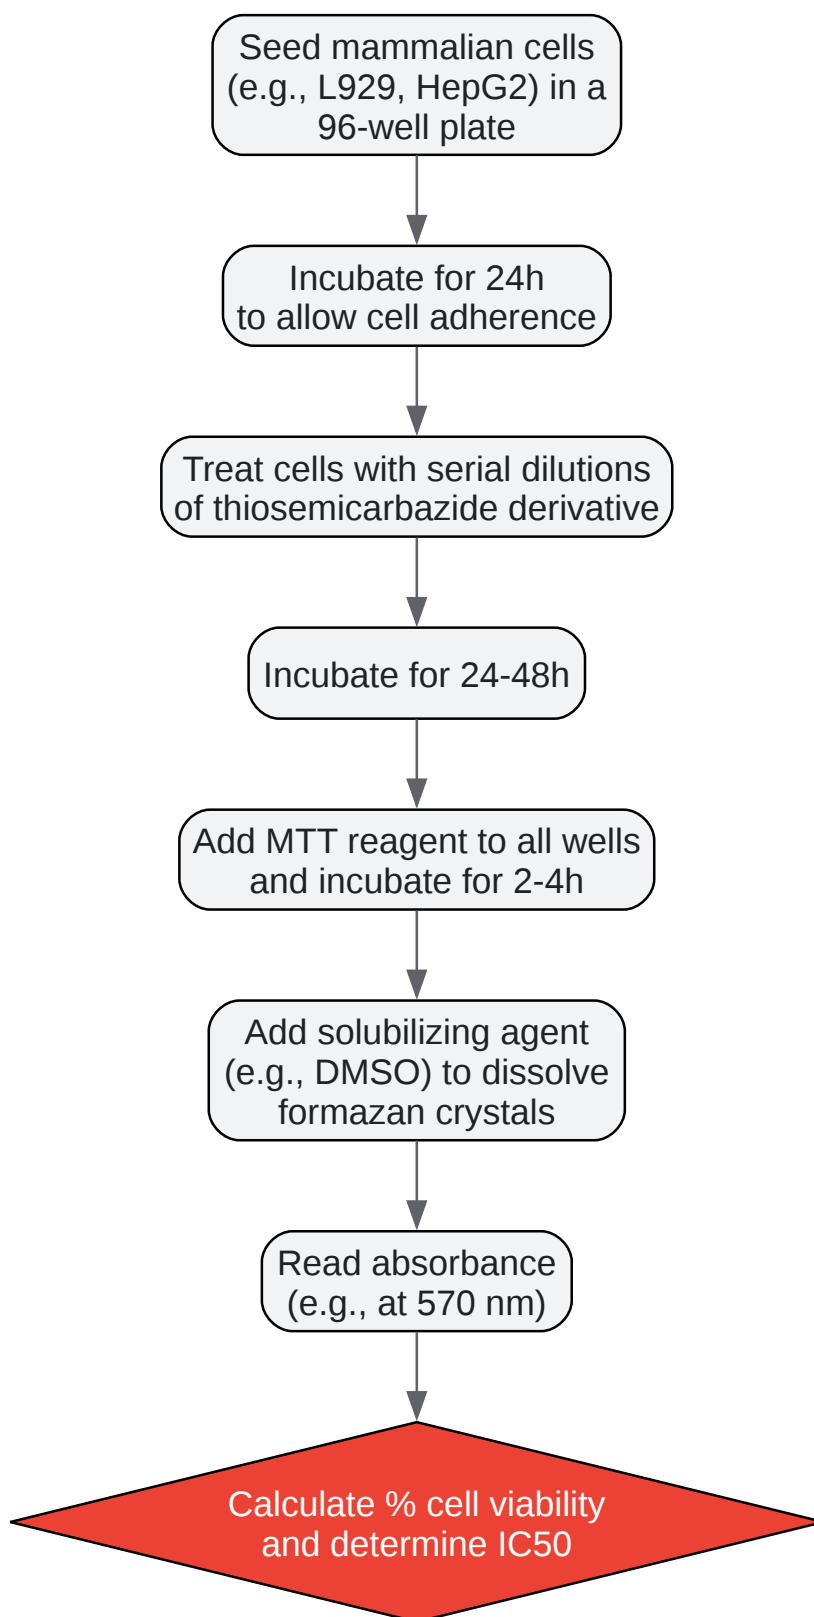 Seed mammalian cells
(e.g., L929, HepG2) in a
96-well plate
Incubate for 24h
to allow cell adherence
Treat cells with serial dilutions
of thiosemicarbazide derivative
Incubate for 24-48h
Add MTT reagent to all wells
and incubate for 2-4h
Add solubilizing agent
(e.g., DMSO) to dissolve
formazan crystals
Read absorbance
(e.g., at 570 nm)
Calculate % cell viability
and determine IC50